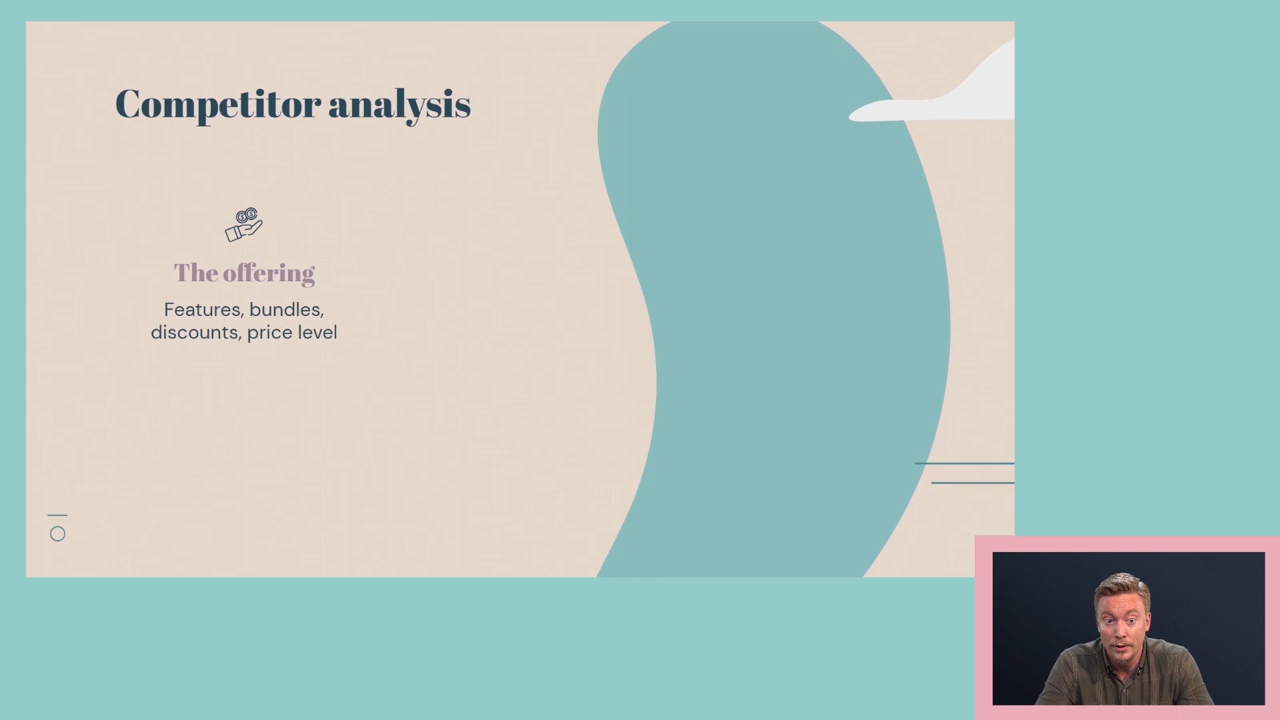 Competitor analysis
The offering
Features, bundles,
discounts, price level